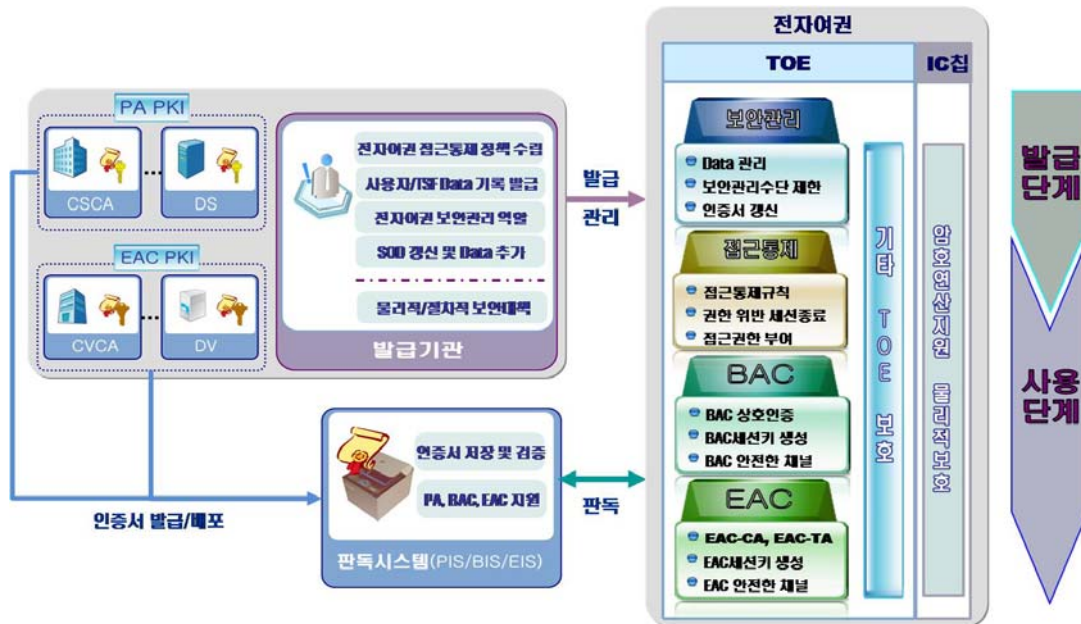 PA PKI
CSCA
...
DS
EAC PKI
CVCA
...
DV
전자여권 접근통제 정책 수립
사용자/TSF Data 기록 발급
전자여권 보안관리 역할
SOD 갱신 및 Data 추가
물리적/절차적 보안대책
발급기관
발급
관리
인증서 발급/배포
인증서 저장 및 검증
PA, BAC, EAC 지원
판독시스템(PIS/BIS/EIS)
판독
전자여권
TOE
IC칩
보안관리
Data 관리
보안관리수단 제한
인증서 갱신
접근통제
접근통제규칙
권한 위반 세션종료
접근권한 부여
BAC
BAC 상호인증
BAC세션키 생성
BAC 안전한 채널
EAC
EAC-CA, EAC-TA
EAC세션키 생성
EAC 안전한 채널
기타 TOE 보호
암호연산지원 물리적보호
발급
단계
사용
단계